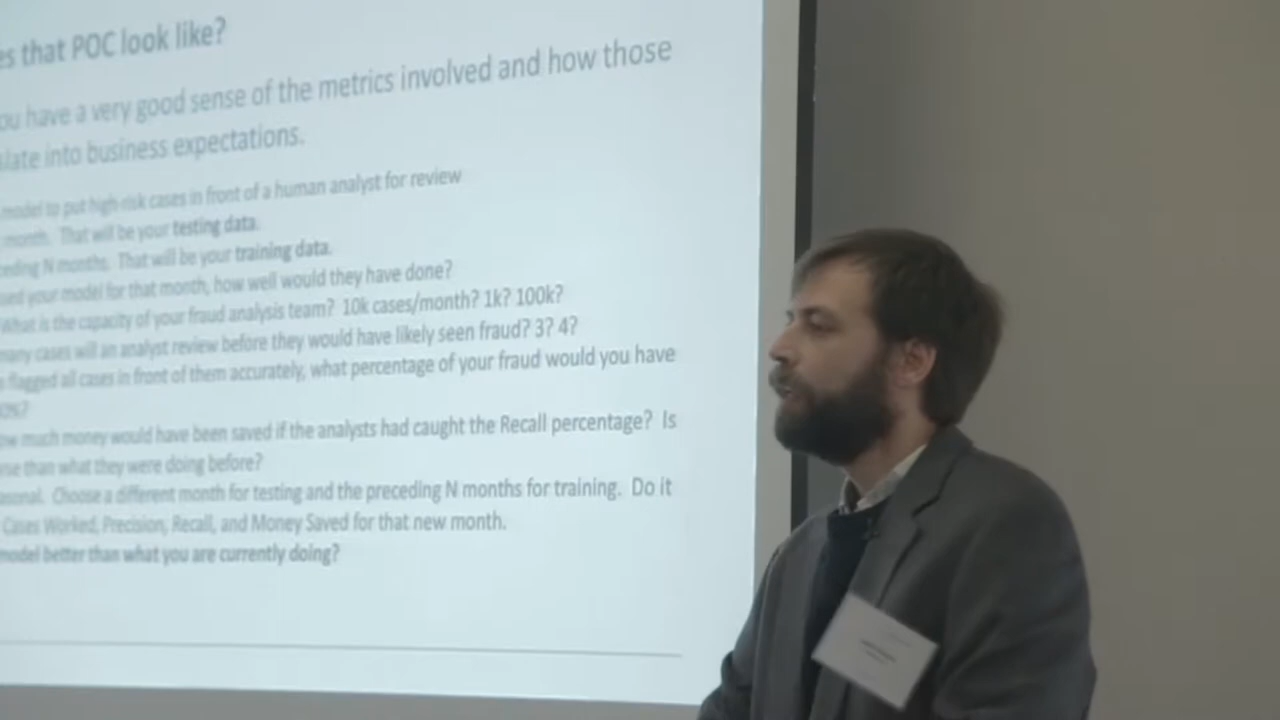 es that POC look like?
ou have a very good sense of the metrics involved and how those
late into business expectations.
model to put high-risk cases in front of a human analyst for review
month. That will be your testing data.
ceding N months. That will be your training data.
used your model for that month, how well would they have done?
What is the capacity of your fraud analysis team? 10k cases/month? 1k? 100k?
many cases will an analyst review before they would have likely seen fraud? 3? 4?
flagged all cases in front of them accurately, what percentage of your fraud would you have
ow much money would have been saved if the analysts had caught the Recall percentage? Is
rse than what they were doing before?
asonal. Choose a different month for testing and the preceding N months for training. Do it
Cases Worked, Precision, Recall, and Money Saved for that new month.
model better than what you are currently doing?